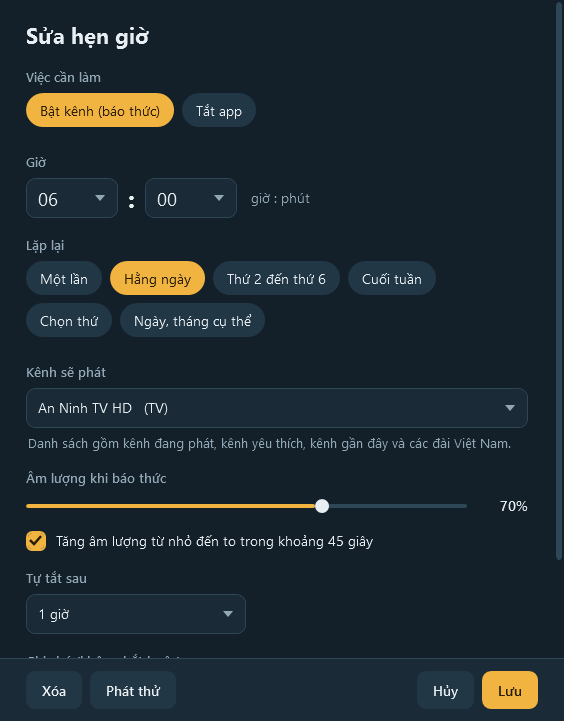 Sửa hẹn giờ
Việc cần làm
Bật kênh (báo thức) Tắt app
Giờ
06 : 00 giờ : phút
Lặp lại
Một lần Hằng ngày Thứ 2 đến thứ 6 Cuối tuần
Chọn thứ Ngày, tháng cụ thể
Kênh sẽ phát
An Ninh TV HD (TV)
Danh sách gồm kênh đang phát, kênh yêu thích, kênh gần đây và các đài Việt Nam.
Âm lượng khi báo thức
70%
Tăng âm lượng từ nhỏ đến to trong khoảng 45 giây
Tự tắt sau
1 giờ
Xóa Phát thử Hủy Lưu